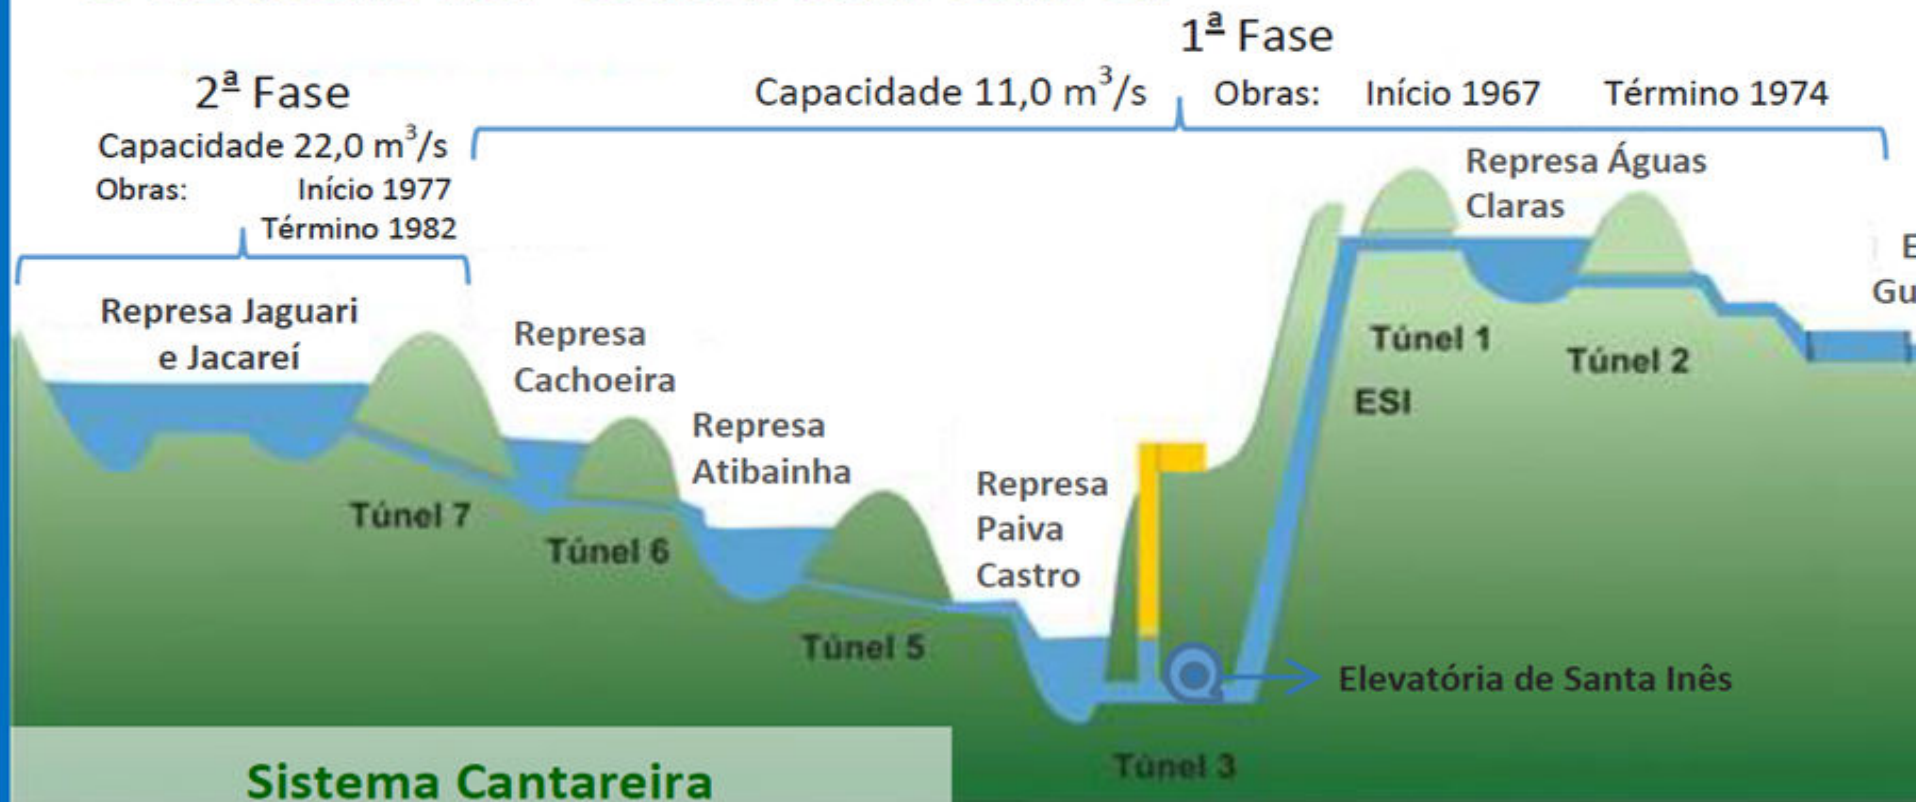 1ª Fase
2ª Fase
Capacidade 11,0 m³/s Obras: Início 1967 Término 1974
Capacidade 22,0 m³/s
Obras: Início 1977
Término 1982
Represa Águas
Claras
Represa Jaguari
e Jacareí
Represa
Cachoeira
Represa
Atibainha
Represa
Paiva
Castro
Túnel 1
Túnel 2
ESI
Túnel 7
Túnel 6
Túnel 5
Elevatória de Santa Inês
Túnel 3
Sistema Cantareira